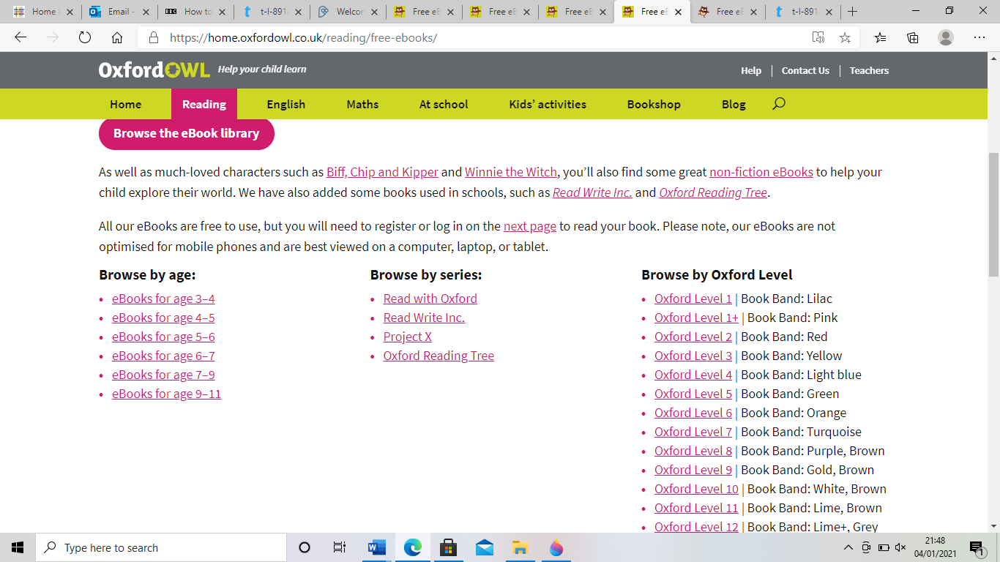 Home
Email -
BBC How to
t-l-891
Welcon
Free eB
Free eB
Free eB
Free eB
Free eB
t-l-891
https://home.oxfordowl.co.uk/reading/free-ebooks/
OxfordOWL Help your child learn
Help Contact Us Teachers
Home Reading English Maths At school Kids' activities Bookshop Blog
Browse the eBook library
As well as much-loved characters such as Biff, Chip and Kipper and Winnie the Witch, you'll also find some great non-fiction eBooks to help your
child explore their world. We have also added some books used in schools, such as Read Write Inc. and Oxford Reading Tree.
All our eBooks are free to use, but you will need to register or log in on the next page to read your book. Please note, our eBooks are not
optimised for mobile phones and are best viewed on a computer, laptop, or tablet.
Browse by age:
• eBooks for age 3–4
• eBooks for age 4–5
• eBooks for age 5–6
• eBooks for age 6–7
• eBooks for age 7–9
• eBooks for age 9–11
Browse by series:
• Read with Oxford
• Read Write Inc.
• Project X
• Oxford Reading Tree
Browse by Oxford Level
• Oxford Level 1 | Book Band: Lilac
• Oxford Level 1+ | Book Band: Pink
• Oxford Level 2 | Book Band: Red
• Oxford Level 3 | Book Band: Yellow
• Oxford Level 4 | Book Band: Light blue
• Oxford Level 5 | Book Band: Green
• Oxford Level 6 | Book Band: Orange
• Oxford Level 7 | Book Band: Turquoise
• Oxford Level 8 | Book Band: Purple, Brown
• Oxford Level 9 | Book Band: Gold, Brown
• Oxford Level 10 | Book Band: White, Brown
• Oxford Level 11 | Book Band: Lime, Brown
• Oxford Level 12 | Book Band: Lime+, Grey
Type here to search
21:48
04/01/2021
1